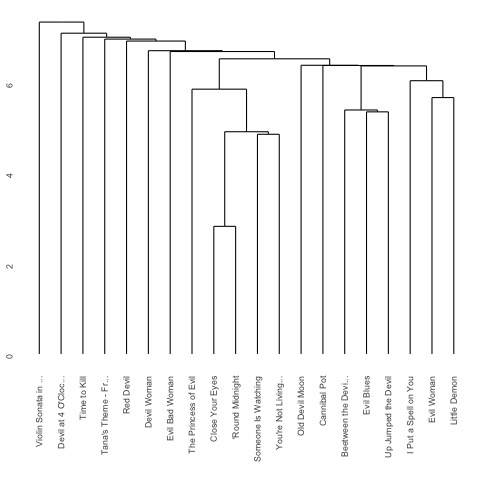 6
4
2
0
Violin Sonata in ...
Devil at 4 O'Cloc...
Time to Kill
Tana's Theme - Fr...
Red Devil
Devil Woman
Evil Bad Woman
The Princess of Evil
Close Your Eyes
'Round Midnight
Someone Is Watching
You're Not Living...
Old Devil Moon
Cannibal Pot
Beetween the Devi...
Evil Blues
Up Jumped the Devil
I Put a Spell on You
Evil Woman
Little Demon